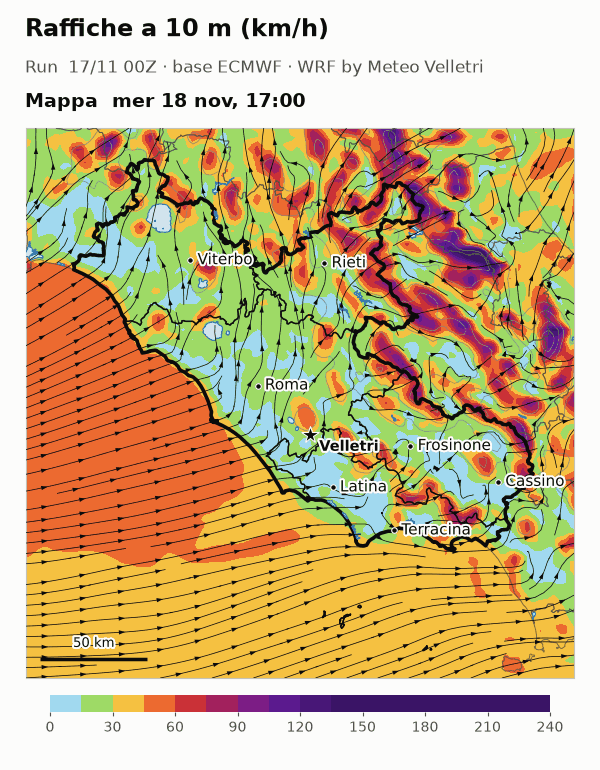 Raffiche a 10 m (km/h)
Run  17/11 00Z · base ECMWF · WRF by Meteo Velletri
Mappa  mer 18 nov, 17:00
Viterbo
Rieti
Roma
Velletri
Frosinone
Cassino
Latina
Terracina
50 km
0 30 60 90 120 150 180 210 240